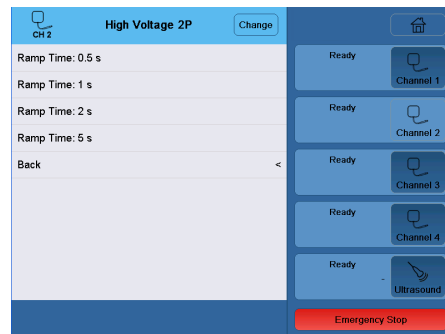 CH 2
High Voltage 2P
Change
Ramp Time: 0.5 s
Ramp Time: 1 s
Ramp Time: 2 s
Ramp Time: 5 s
Back <
Ready
Channel 1
Ready
Channel 2
Ready
Channel 3
Ready
Channel 4
Ready
-
Ultrasound
Emergency Stop